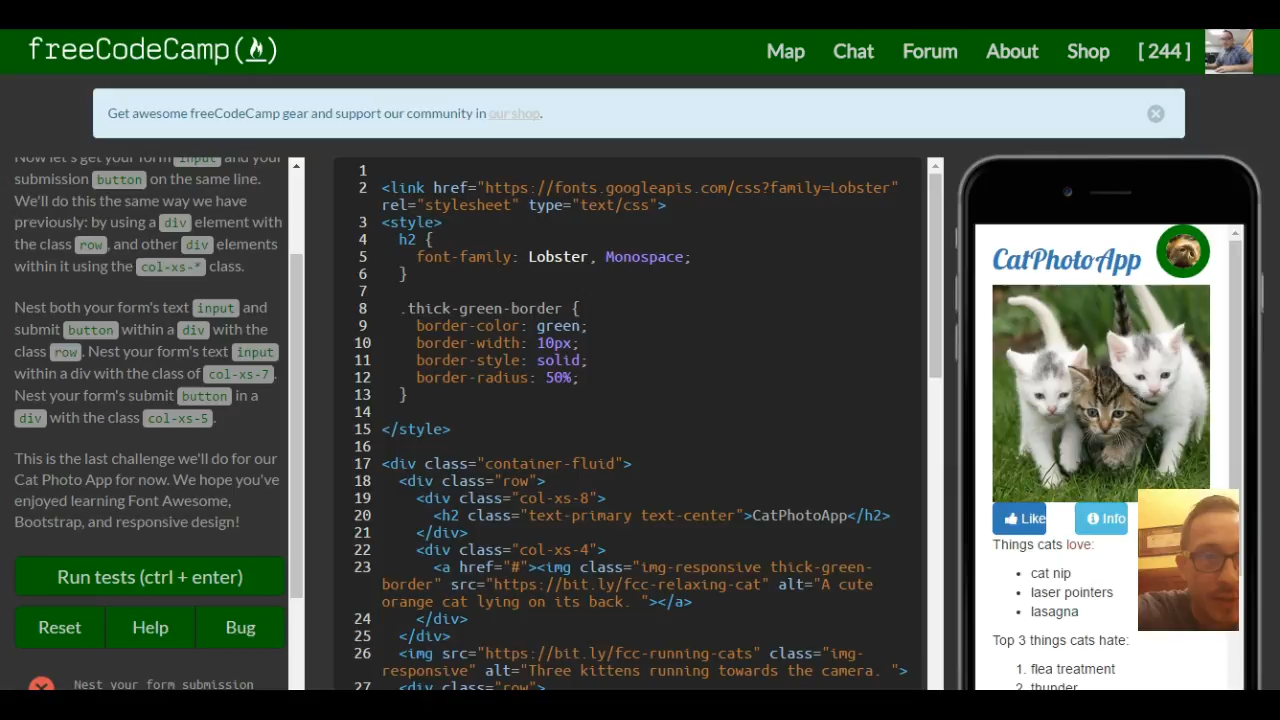 freeCodeCamp(🔥)
Map Chat Forum About Shop [ 244 ]
Get awesome freeCodeCamp gear and support our community in our shop.
Now let's get your form input and your
submission button on the same line.
We'll do this the same way we have
previously: by using a div element with
the class row, and other div elements
within it using the col-xs-* class.
Nest both your form's text input and
submit button within a div with the
class row. Nest your form's text input
within a div with the class of col-xs-7.
Nest your form's submit button in a
div with the class col-xs-5.
This is the last challenge we'll do for our
Cat Photo App for now. We hope you've
enjoyed learning Font Awesome,
Bootstrap, and responsive design!
Run tests (ctrl + enter)
Reset Help Bug
Nest your form submission
1
2 <link href="https://fonts.googleapis.com/css?family=Lobster"
rel="stylesheet" type="text/css">
3 <style>
4 h2 {
5 font-family: Lobster, Monospace;
6 }
7
8 .thick-green-border {
9 border-color: green;
10 border-width: 10px;
11 border-style: solid;
12 border-radius: 50%;
13 }
14
15 </style>
16
17 <div class="container-fluid">
18 <div class="row">
19 <div class="col-xs-8">
20 <h2 class="text-primary text-center">CatPhotoApp</h2>
21 </div>
22 <div class="col-xs-4">
23 <a href="#"><img class="img-responsive thick-green-
border" src="https://bit.ly/fcc-relaxing-cat" alt="A cute
orange cat lying on its back. "></a>
24 </div>
25 </div>
26 <img src="https://bit.ly/fcc-running-cats" class="img-
responsive" alt="Three kittens running towards the camera. ">
27 <div class="row">
CatPhotoApp
Like Info
Things cats love:
• cat nip
• laser pointers
• lasagna
Top 3 things cats hate:
1. flea treatment
2. thunder